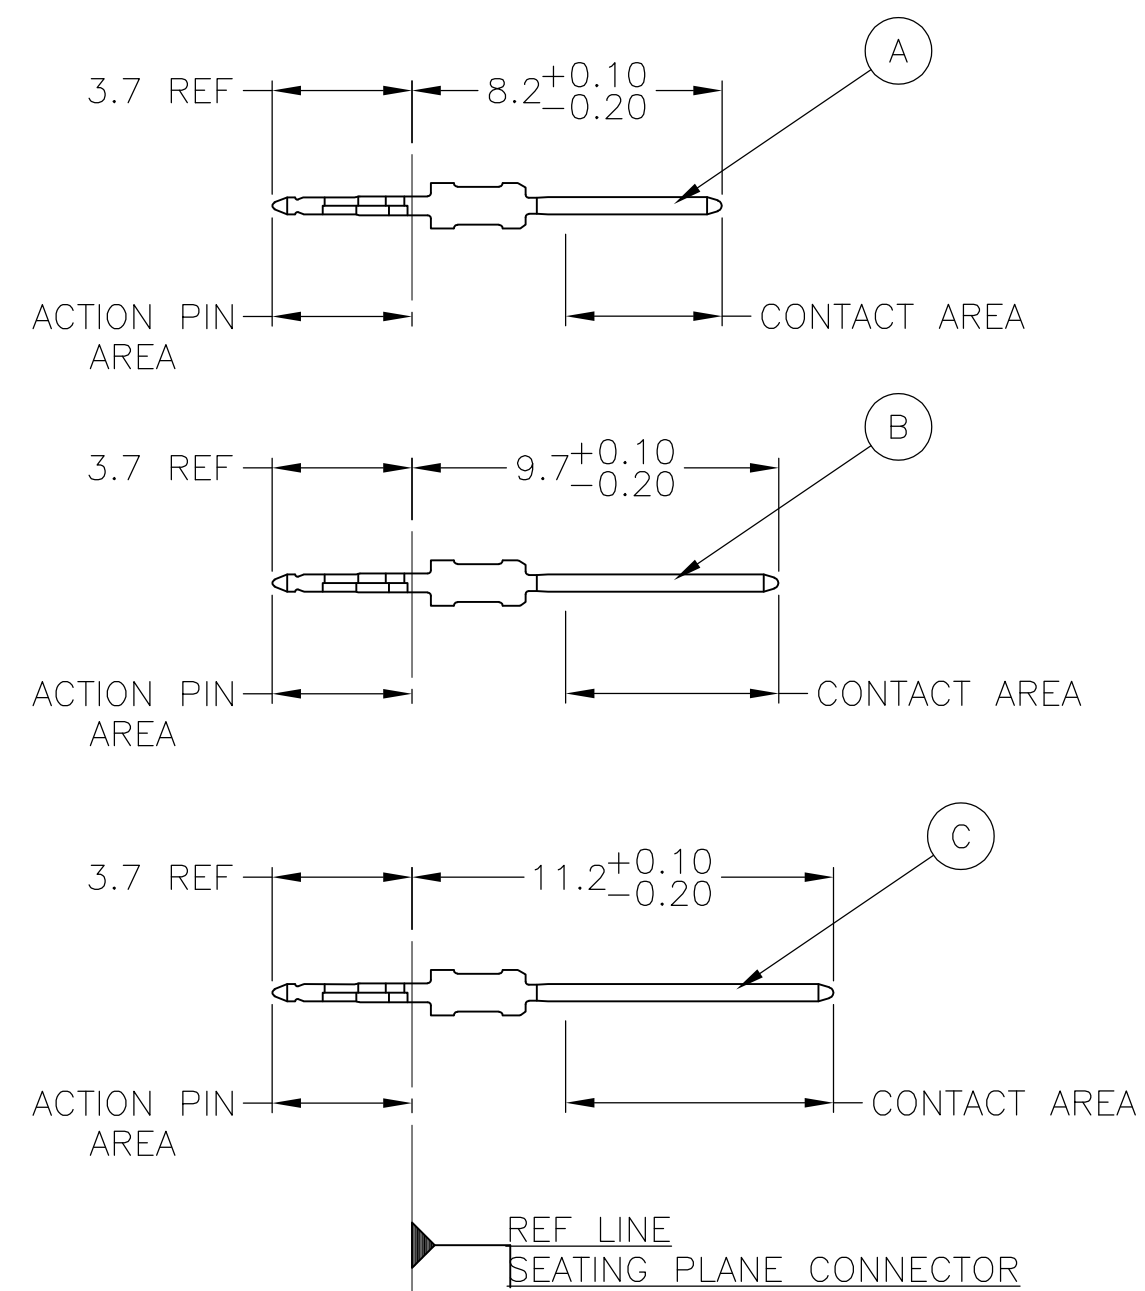 A
3.7 REF
8.2 +0.10
-0.20
ACTION PIN
AREA
CONTACT AREA
B
3.7 REF
9.7 +0.10
-0.20
ACTION PIN
AREA
CONTACT AREA
C
3.7 REF
11.2 +0.10
-0.20
ACTION PIN
AREA
CONTACT AREA
REF LINE
SEATING PLANE CONNECTOR